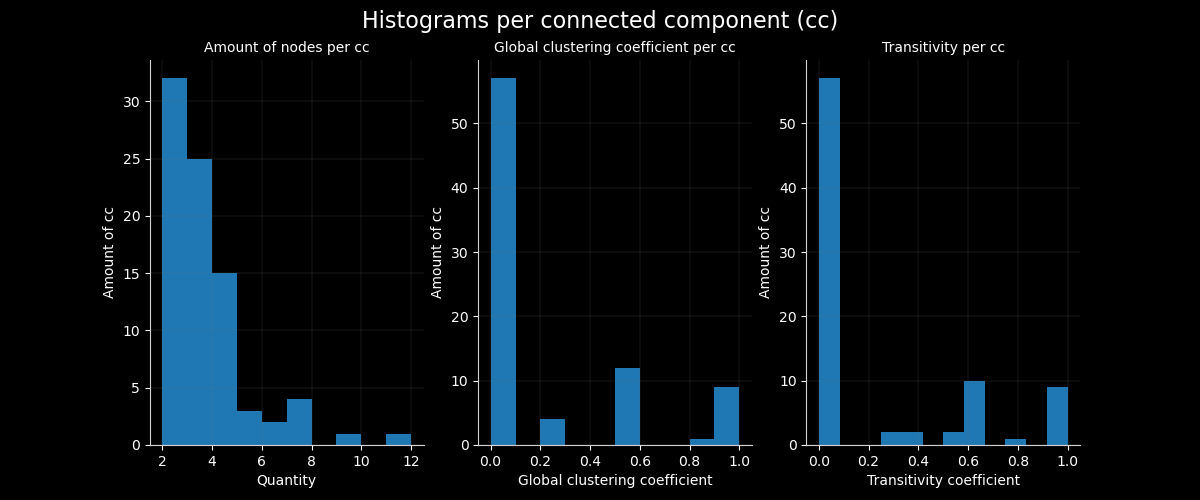 Histograms per connected component (cc)
Amount of nodes per cc
Amount of cc
0
5
10
15
20
25
30
2 4 6 8 10 12
Quantity
Global clustering coefficient per cc
Amount of cc
0
10
20
30
40
50
0.0 0.2 0.4 0.6 0.8 1.0
Global clustering coefficient
Transitivity per cc
Amount of cc
0
10
20
30
40
50
0.0 0.2 0.4 0.6 0.8 1.0
Transitivity coefficient